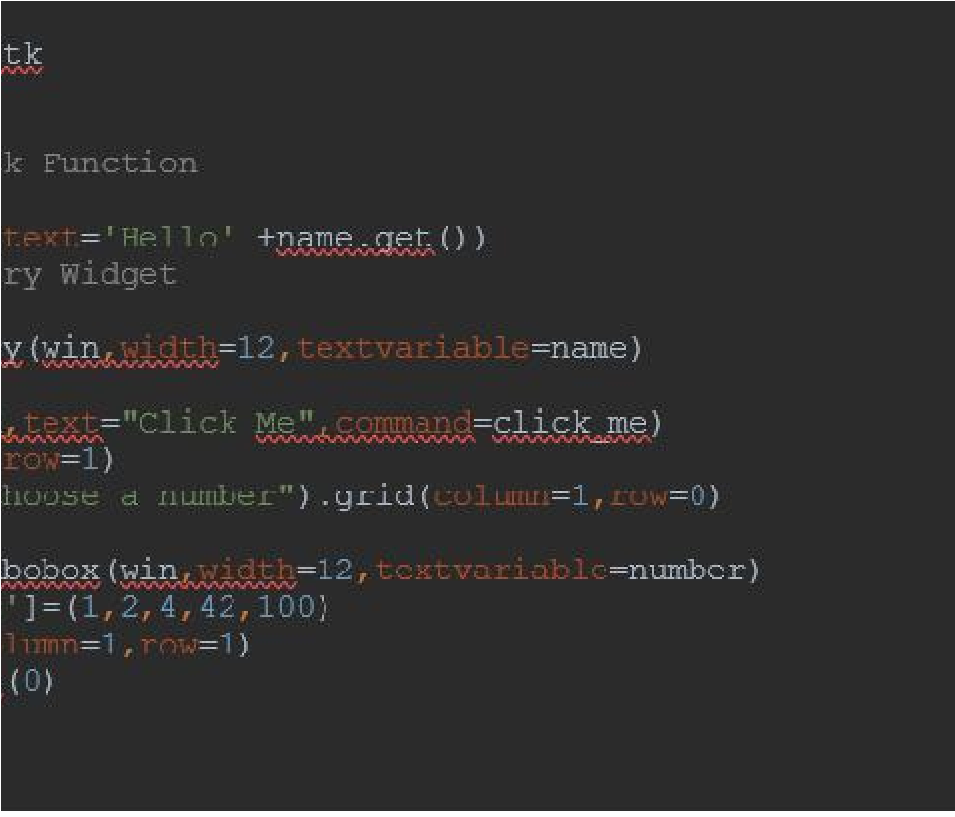 tk
k Function
text='Hello' +name.get())
ry Widget
y(win,width=12,textvariable=name)
,text="Click Me",command=click_me)
row=1)
hoose a number").grid(column=1,row=0)
bobox(win,width=12,textvariable=number)
']=(1,2,4,42,100)
lumn=1,row=1)
(0)